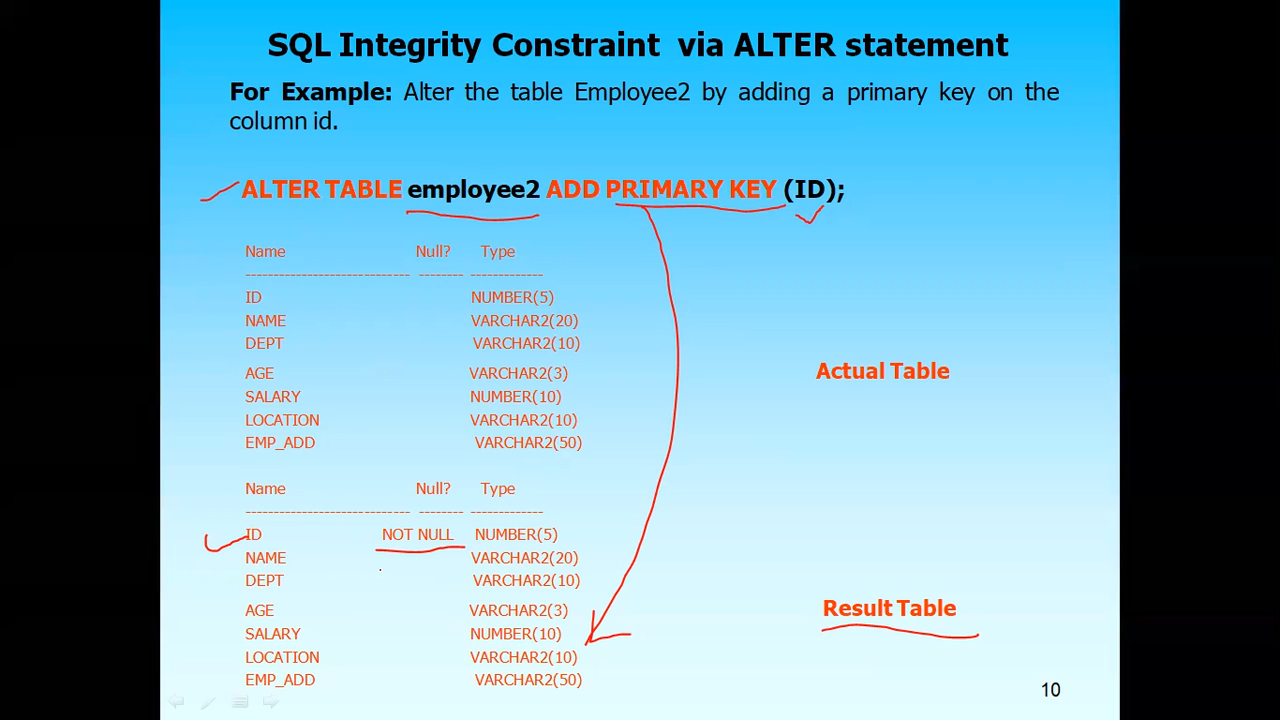 SQL Integrity Constraint via ALTER statement
For Example: Alter the table Employee2 by adding a primary key on the
column id.
ALTER TABLE employee2 ADD PRIMARY KEY (ID);
Name Null? Type
------------------------------ -------- -------------
ID NUMBER(5)
NAME VARCHAR2(20)
DEPT VARCHAR2(10)
AGE VARCHAR2(3)
Actual Table
SALARY NUMBER(10)
LOCATION VARCHAR2(10)
EMP_ADD VARCHAR2(50)
Name Null? Type
------------------------------ -------- -------------
ID NOT NULL NUMBER(5)
NAME VARCHAR2(20)
DEPT VARCHAR2(10)
AGE VARCHAR2(3)
Result Table
SALARY NUMBER(10)
LOCATION VARCHAR2(10)
EMP_ADD VARCHAR2(50)
10